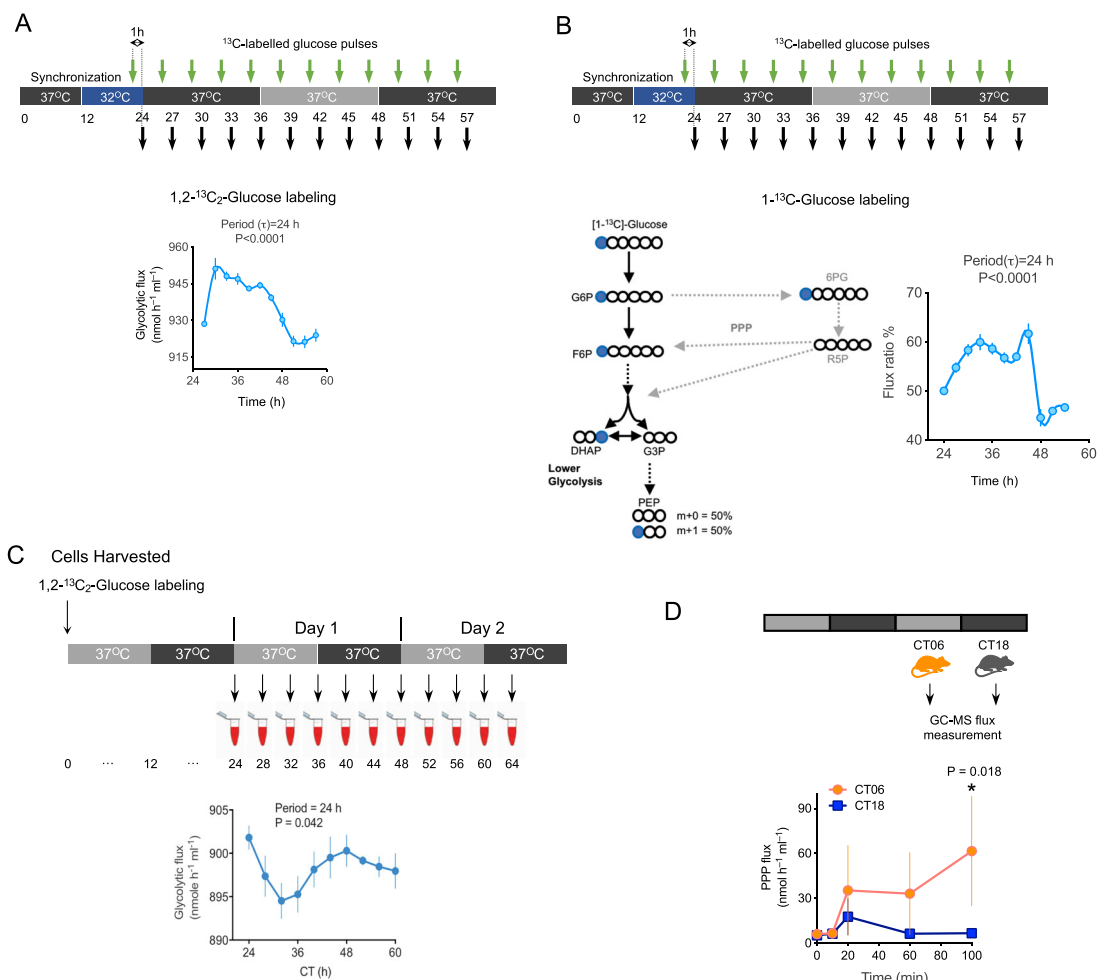 A
1h
¹³C-labelled glucose pulses
Synchronization
37ᴼC 32ᴼC 37ᴼC 37ᴼC 37ᴼC
0 12 24 27 30 33 36 39 42 45 48 51 54 57
1,2-¹³C₂-Glucose labeling
Period (τ)=24 h
P<0.0001
Glycolytic flux
(nmol h⁻¹ ml⁻¹)
960
945
930
915
24 36 48 60
Time (h)
B
1h
¹³C-labelled glucose pulses
Synchronization
37ᴼC 32ᴼC 37ᴼC 37ᴼC 37ᴼC
0 12 24 27 30 33 36 39 42 45 48 51 54 57
1-¹³C-Glucose labeling
[1-¹³C]-Glucose
G6P
6PG
PPP
F6P
R5P
DHAP
G3P
Lower
Glycolysis
PEP
m+0 = 50%
m+1 = 50%
Period(τ)=24 h
P<0.0001
Flux ratio %
80
60
50
40
24 36 48 60
Time (h)
C
Cells Harvested
1,2-¹³C₂-Glucose labeling
Day 1 Day 2
37ᴼC 37ᴼC 37ᴼC 37ᴼC 37ᴼC 37ᴼC
0 ... 12 ... 24 28 32 36 40 44 48 52 56 60 64
Period = 24 h
P = 0.042
Glycolytic flux
(nmole h⁻¹ ml⁻¹)
905
900
895
890
24 36 48 60
CT (h)
D
CT06 CT18
GC-MS flux
measurement
P = 0.018
*
CT06
CT18
PPP flux
(nmol h⁻¹ ml⁻¹)
90
60
30
0
0 20 40 60 80 100
Time (min)